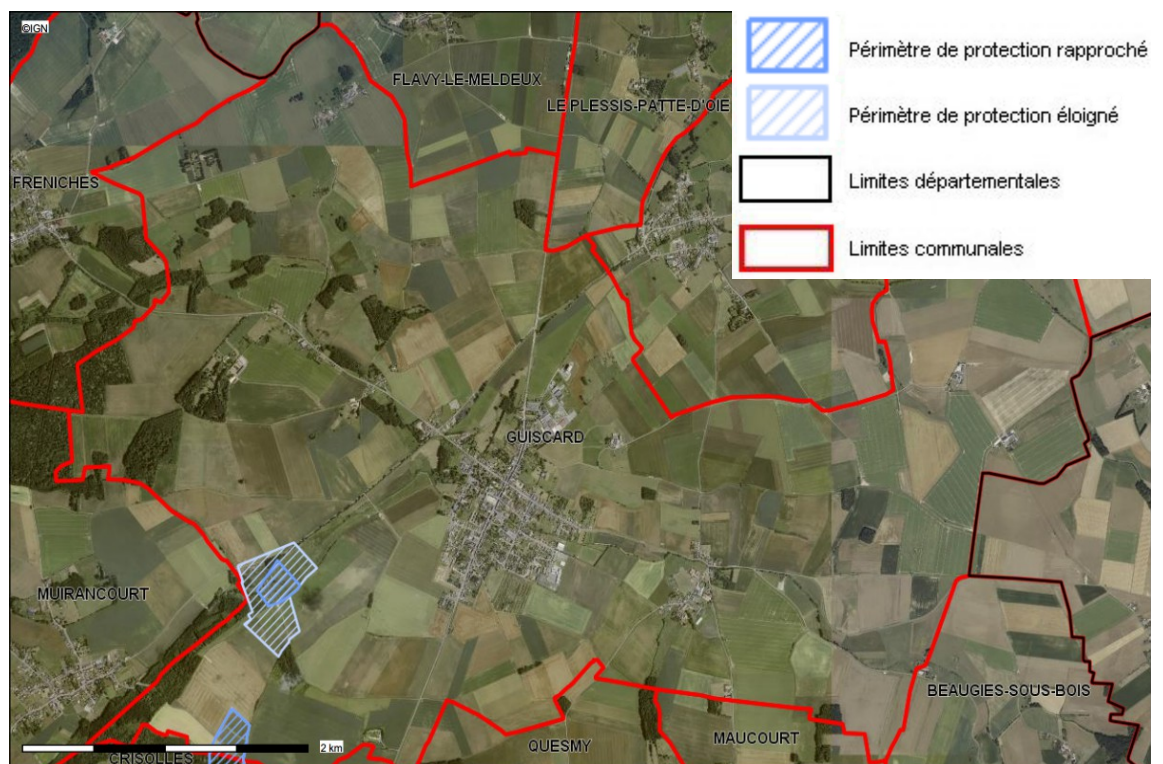 ©IGN
Périmètre de protection rapproché
Périmètre de protection éloigné
Limites départementales
Limites communales
FLAVY-LE-MELDEUX
LE PLESSIS-PATTE-D'OIE
FRENICHES
GUISCARD
MUIRANCOURT
BEAUGIES-SOUS-BOIS
QUESMY
MAUCOURT
CRISOLLES
2 km